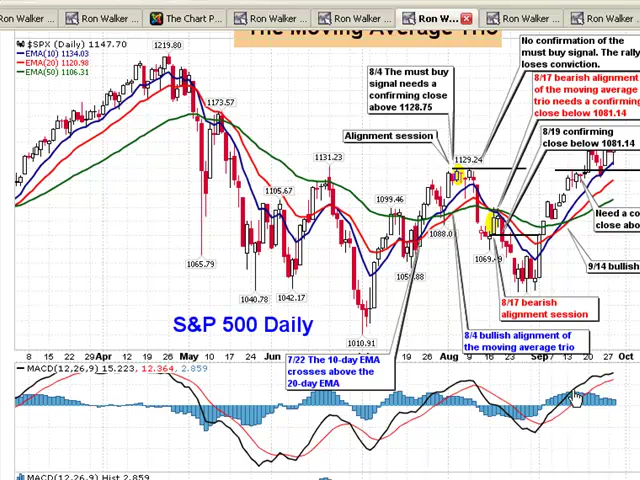 Ron Walker ...
Ron Walker ...
The Chart P...
Ron Walker ...
Ron Walker ...
Ron W...
Ron Walker ...
Ron Walker
The Moving Average Trio
$SPX (Daily) 1147.70
EMA(10) 1134.03
EMA(20) 1120.98
EMA(50) 1106.31
1219.80
1173.57
1131.23
1105.67
1099.46
1129.24
1088.0
1065.79
1040.78
1042.17
1010.91
1069.49
8/4 The must buy
signal needs a
confirming close
above 1128.75
Alignment session
No confirmation of the
must buy signal. The rally
loses conviction.
8/17 bearish alignment
of the moving average
trio needs a confirming
close below 1081.14
8/19 confirming
close below 1081.14
Need a co
close abov
9/14 bullish
8/17 bearish
alignment session
8/4 bullish alignment of
the moving average trio
7/22 The 10-day EMA
crosses above the
20-day EMA
S&P 500 Daily
8 15 22 Apr 12 19 26 May 10 17 24 Jun 14 21 Aug 9 16 23 Sep 13 20 27 Oct
MACD(12,26,9) 15.223, 12.364, 2.859
MACD(12,26,9) Hist 2.859